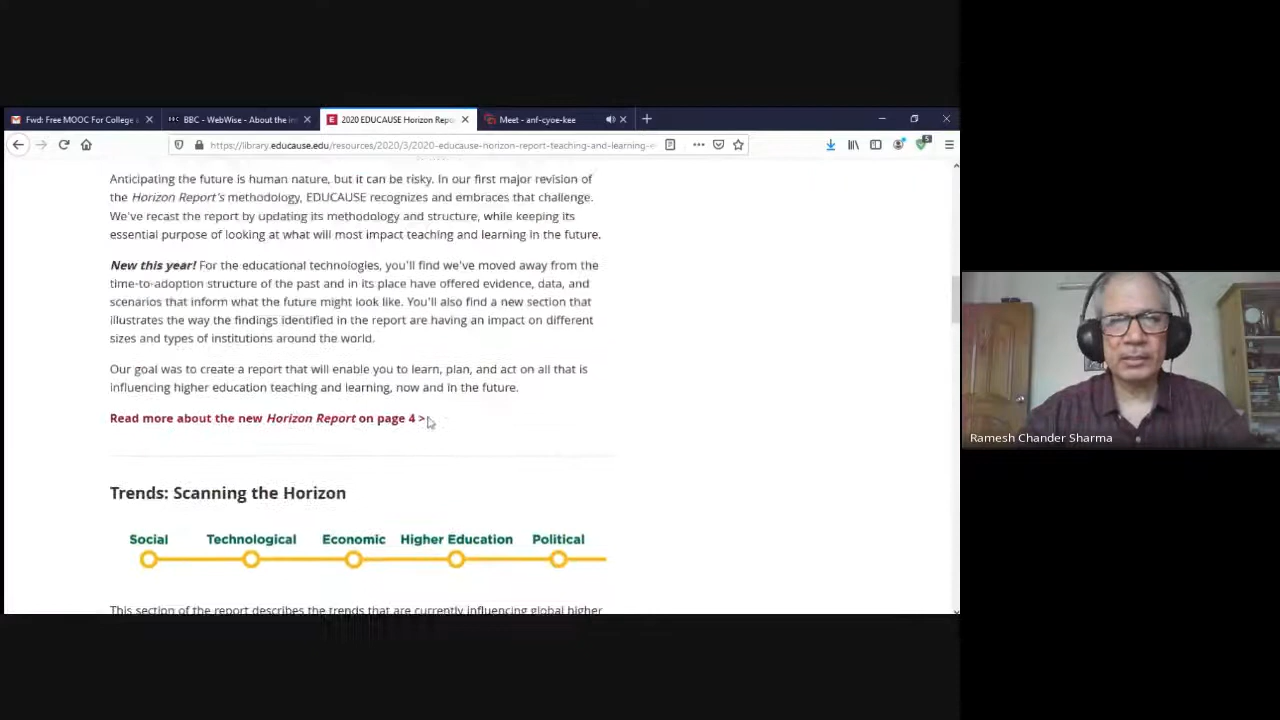 Fwd: Free MOOC For College
BBC - WebWise - About the in
2020 EDUCAUSE Horizon Repo
Meet - anf-cyoe-kee
https://library.educause.edu/resources/2020/3/2020-educause-horizon-report-teaching-and-learning-e
5
Anticipating the future is human nature, but it can be risky. In our first major revision of
the Horizon Report's methodology, EDUCAUSE recognizes and embraces that challenge.
We've recast the report by updating its methodology and structure, while keeping its
essential purpose of looking at what will most impact teaching and learning in the future.
New this year! For the educational technologies, you'll find we've moved away from the
time-to-adoption structure of the past and in its place have offered evidence, data, and
scenarios that inform what the future might look like. You'll also find a new section that
illustrates the way the findings identified in the report are having an impact on different
sizes and types of institutions around the world.
Our goal was to create a report that will enable you to learn, plan, and act on all that is
influencing higher education teaching and learning, now and in the future.
Read more about the new Horizon Report on page 4 >
Trends: Scanning the Horizon
Social Technological Economic Higher Education Political
This section of the report describes the trends that are currently influencing global higher
Ramesh Chander Sharma